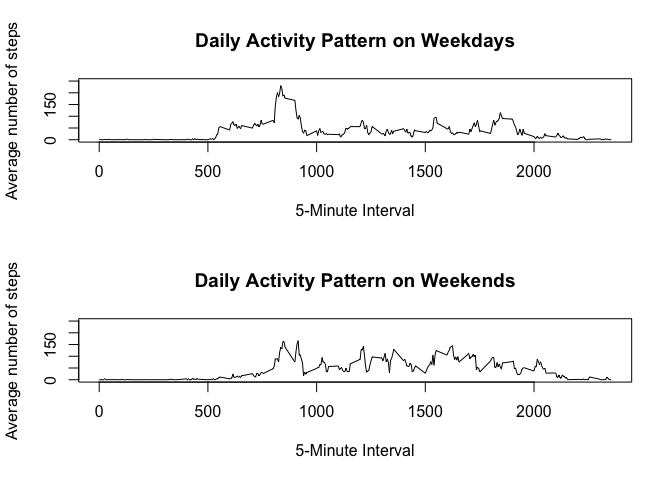 Daily Activity Pattern on Weekdays
Average number of steps
150
0
0 500 1000 1500 2000
5-Minute Interval
Daily Activity Pattern on Weekends
Average number of steps
150
0
0 500 1000 1500 2000
5-Minute Interval